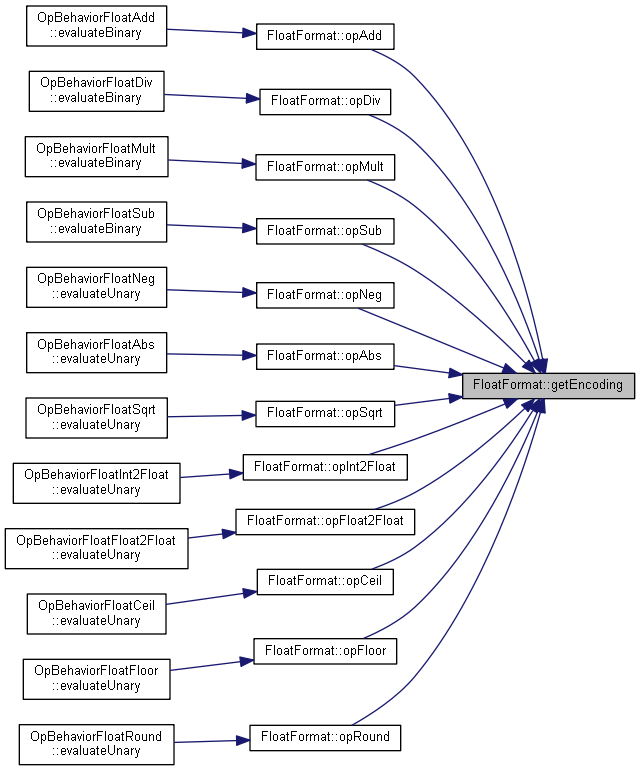 OpBehaviorFloatAdd
::evaluateBinary
FloatFormat::opAdd
OpBehaviorFloatDiv
::evaluateBinary
FloatFormat::opDiv
OpBehaviorFloatMult
::evaluateBinary
FloatFormat::opMult
OpBehaviorFloatSub
::evaluateBinary
FloatFormat::opSub
OpBehaviorFloatNeg
::evaluateUnary
FloatFormat::opNeg
OpBehaviorFloatAbs
::evaluateUnary
FloatFormat::opAbs
FloatFormat::getEncoding
OpBehaviorFloatSqrt
::evaluateUnary
FloatFormat::opSqrt
OpBehaviorFloatInt2Float
::evaluateUnary
FloatFormat::opInt2Float
OpBehaviorFloatFloat2Float
::evaluateUnary
FloatFormat::opFloat2Float
OpBehaviorFloatCeil
::evaluateUnary
FloatFormat::opCeil
OpBehaviorFloatFloor
::evaluateUnary
FloatFormat::opFloor
OpBehaviorFloatRound
::evaluateUnary
FloatFormat::opRound